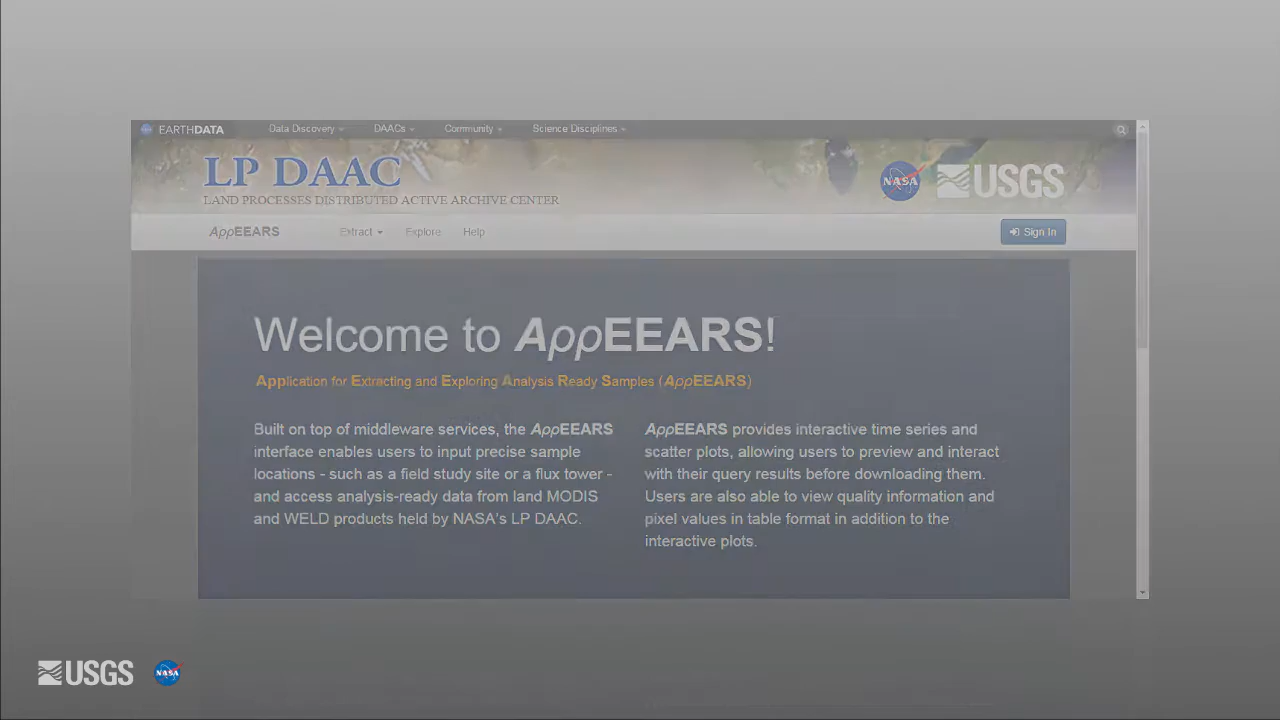 EARTHDATA Data Discovery DAACs Community Science Disciplines
LP DAAC
LAND PROCESSES DISTRIBUTED ACTIVE ARCHIVE CENTER
NASA USGS
AppEEARS Extract Explore Help Sign In
Welcome to AppEEARS!
Application for Extracting and Exploring Analysis Ready Samples (AppEEARS)
Built on top of middleware services, the AppEEARS
interface enables users to input precise sample
locations - such as a field study site or a flux tower -
and access analysis-ready data from land MODIS
and WELD products held by NASA's LP DAAC.
AppEEARS provides interactive time series and
scatter plots, allowing users to preview and interact
with their query results before downloading them.
Users are also able to view quality information and
pixel values in table format in addition to the
interactive plots.
USGS NASA